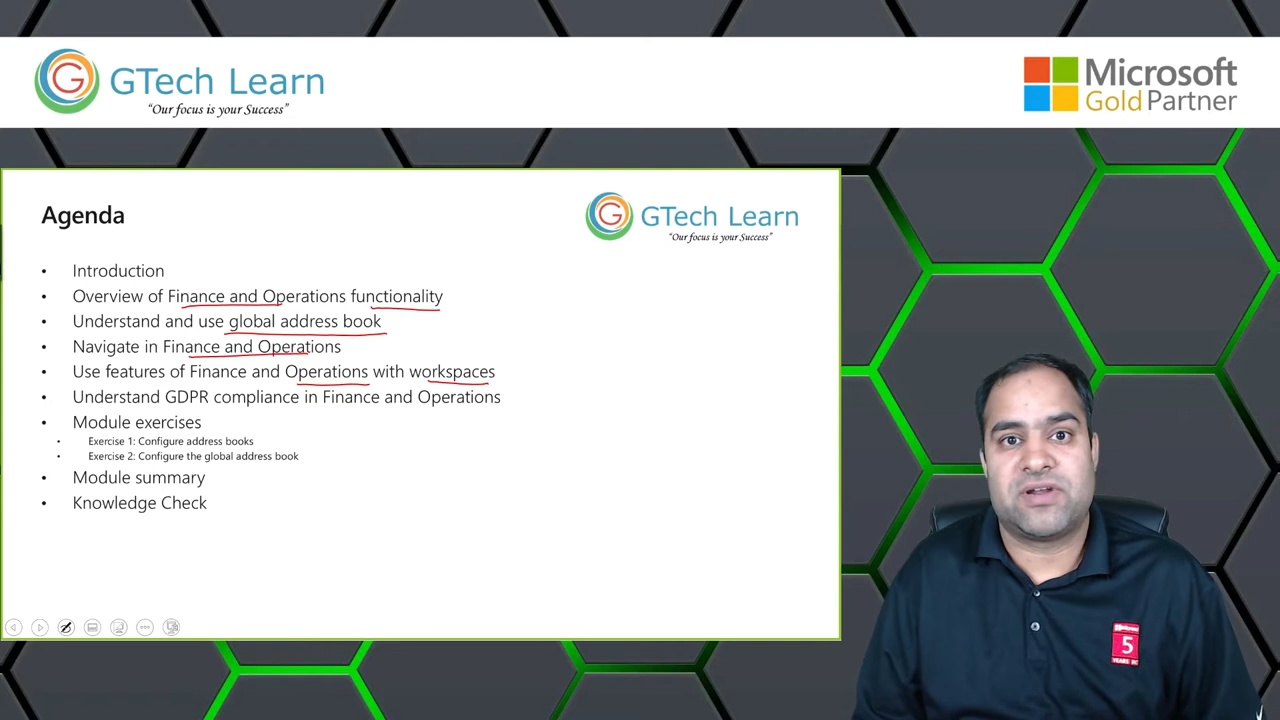 GTech Learn
“Our focus is your Success”
Microsoft
Gold Partner
Agenda
GTech Learn
“Our focus is your Success”
• Introduction
• Overview of Finance and Operations functionality
• Understand and use global address book
• Navigate in Finance and Operations
• Use features of Finance and Operations with workspaces
• Understand GDPR compliance in Finance and Operations
• Module exercises
• Exercise 1: Configure address books
• Exercise 2: Configure the global address book
• Module summary
• Knowledge Check
5
YEARS